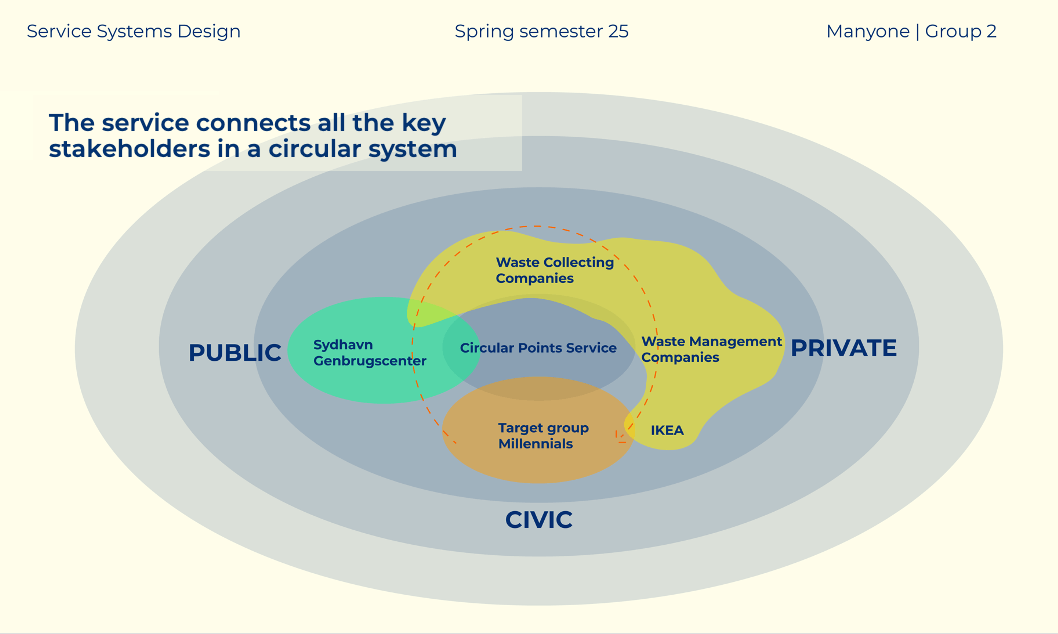 Service Systems Design
Spring semester 25
Manyone | Group 2
The service connects all the key
stakeholders in a circular system
Waste Collecting
Companies
PUBLIC
Sydhavn
Genbrugscenter
Circular Points Service
Waste Management
Companies
PRIVATE
Target group
Millennials
IKEA
CIVIC